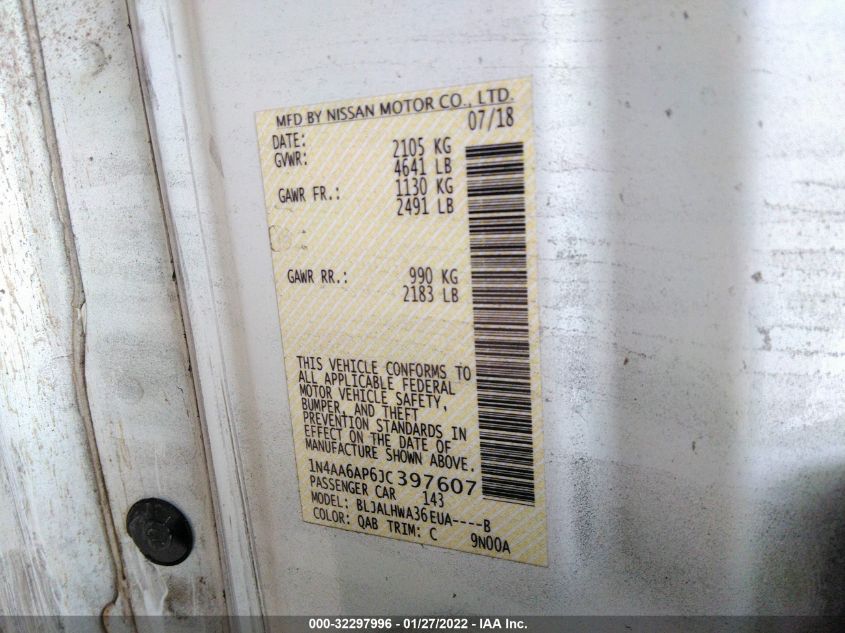 MFD BY NISSAN MOTOR CO., LTD.
DATE: 07/18
GVWR: 2105 KG
4641 LB
GAWR FR.: 1130 KG
2491 LB
GAWR RR.: 990 KG
2183 LB
THIS VEHICLE CONFORMS TO
ALL APPLICABLE FEDERAL
MOTOR VEHICLE SAFETY,
BUMPER, AND THEFT
PREVENTION STANDARDS IN
EFFECT ON THE DATE OF
MANUFACTURE SHOWN ABOVE.
1N4AA6AP6JC397607
PASSENGER CAR 143
MODEL: BLJALHWA36EUA----B
COLOR: QAB TRIM: C 9N00A
000-32297996 - 01/27/2022 - IAA Inc.